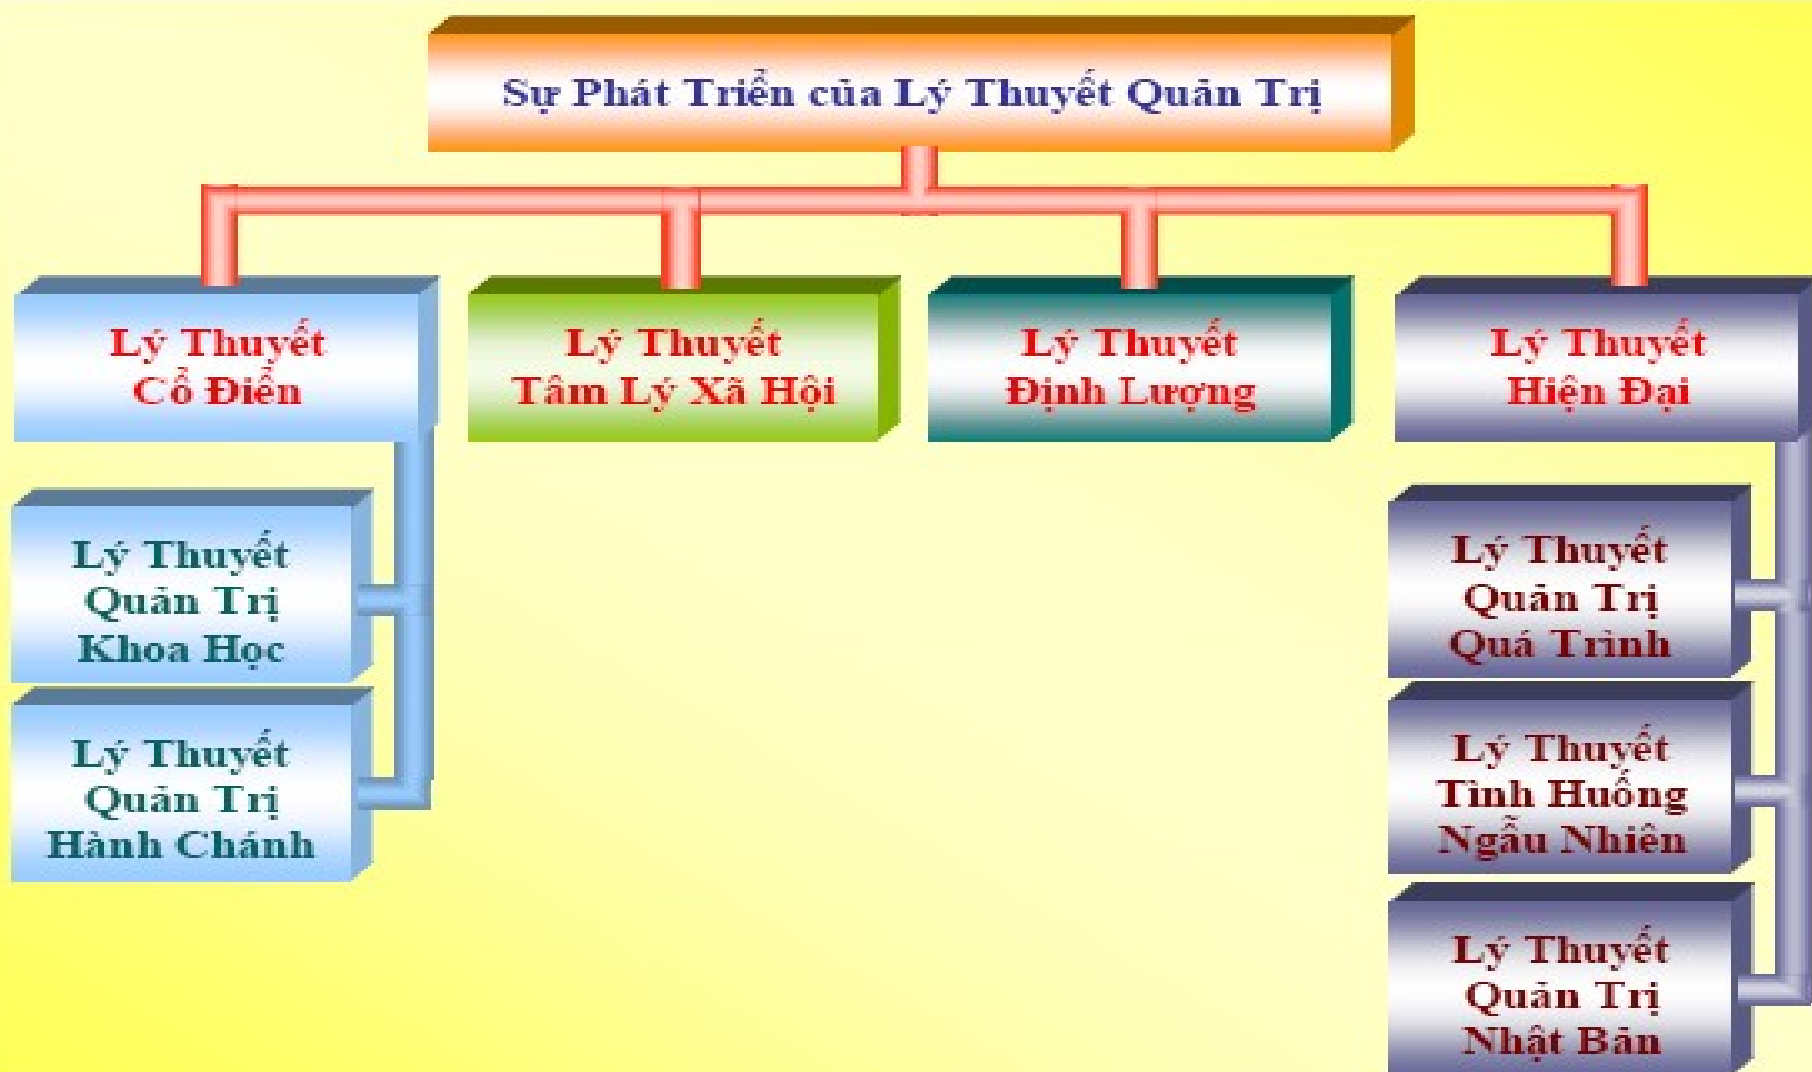 Sự Phát Triển của Lý Thuyết Quản Trị
Lý Thuyết
Cổ Điển
Lý Thuyết
Tâm Lý Xã Hội
Lý Thuyết
Định Lượng
Lý Thuyết
Hiện Đại
Lý Thuyết
Quản Trị
Khoa Học
Lý Thuyết
Quản Trị
Hành Chánh
Lý Thuyết
Quản Trị
Quá Trình
Lý Thuyết
Tình Huống
Ngẫu Nhiên
Lý Thuyết
Quản Trị
Nhật Bản